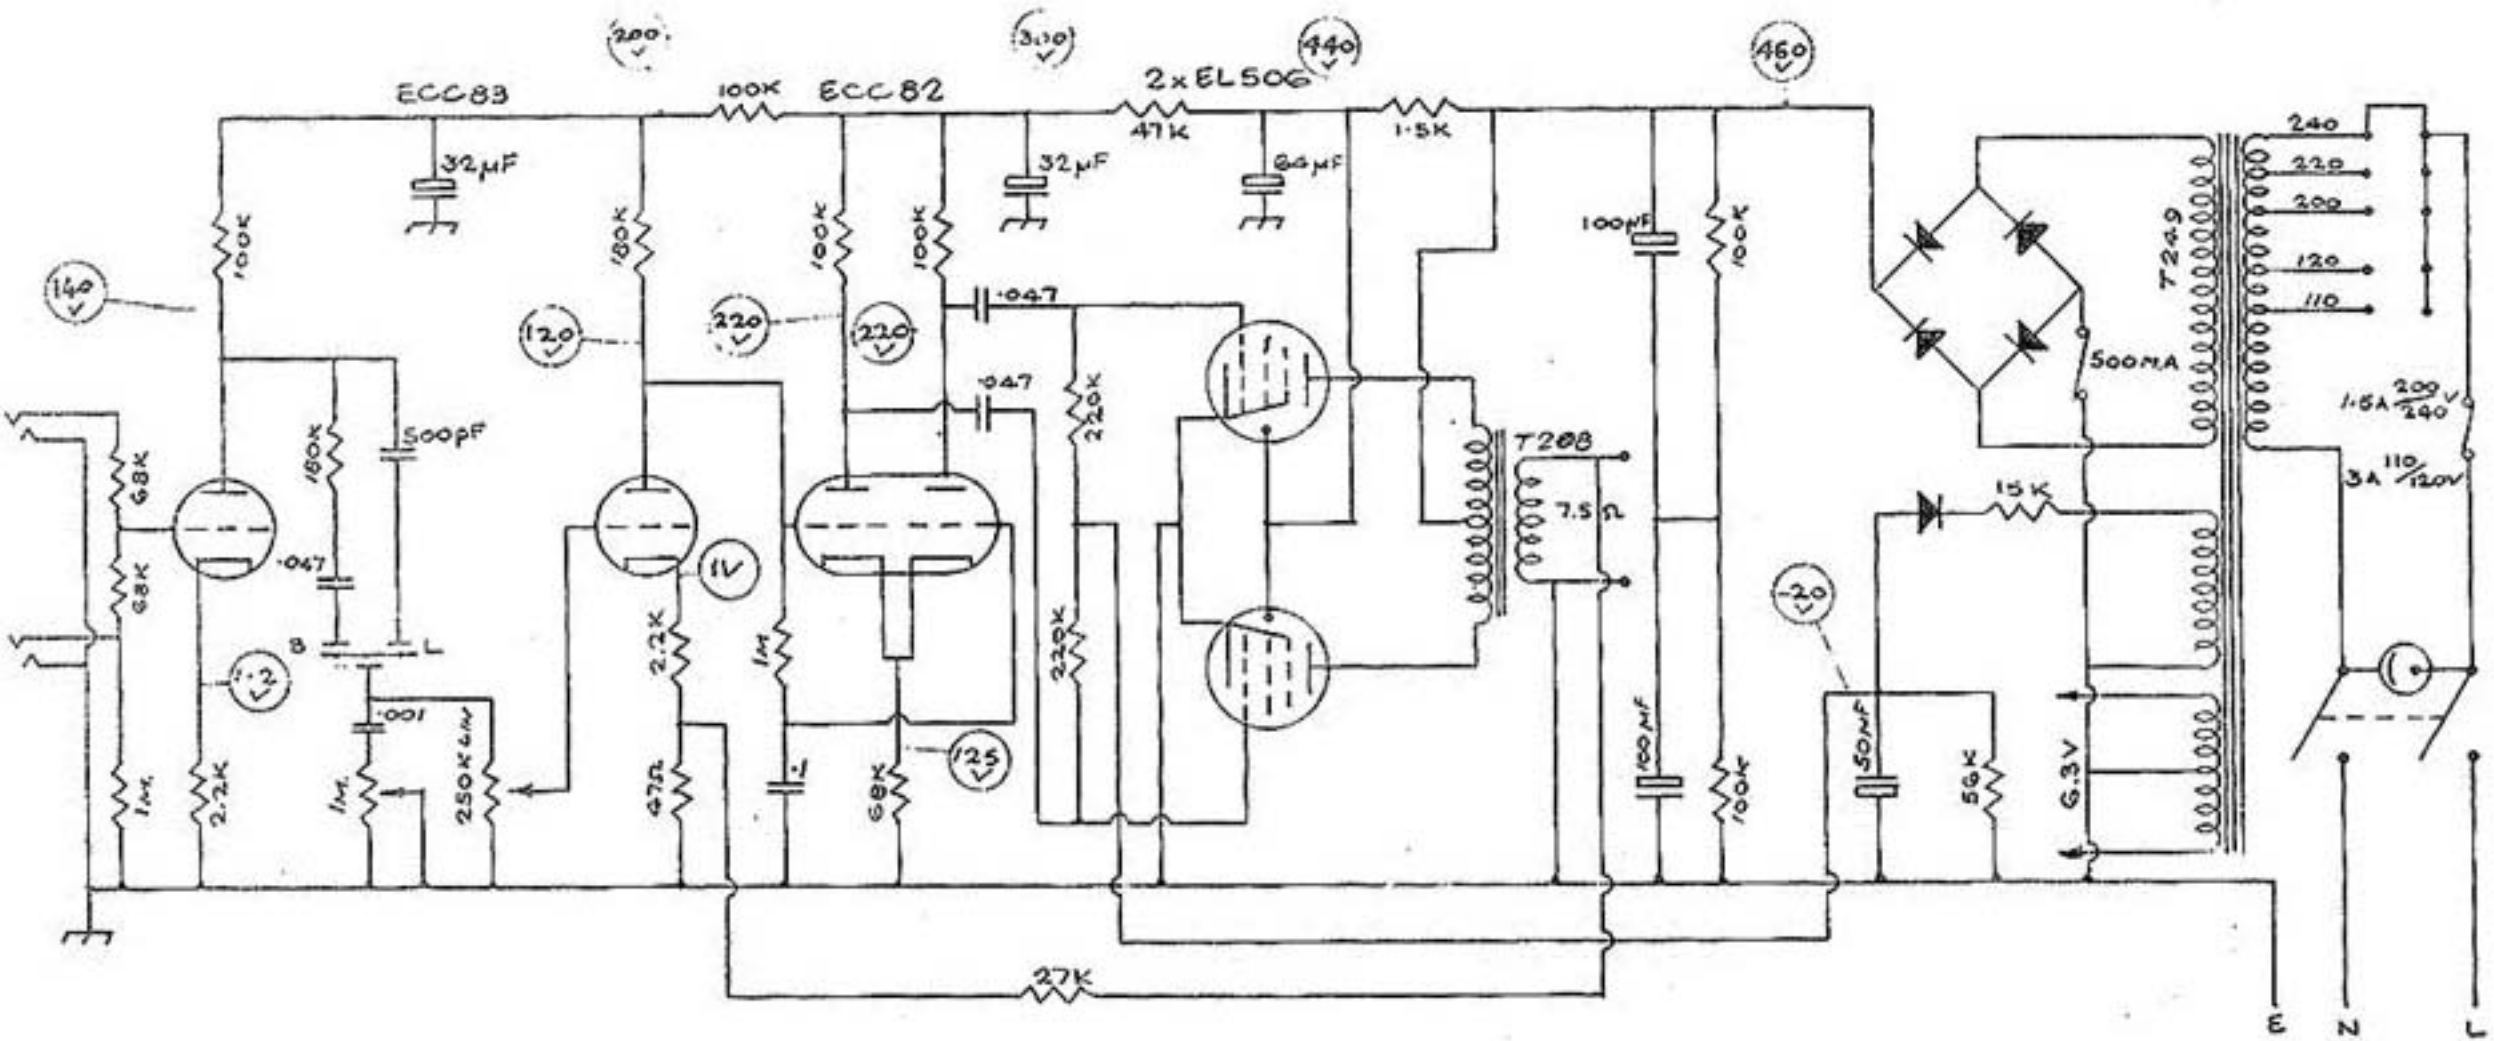 200 V
300 V
440 V
460 V
ECC83
100K
ECC82
2xEL506
47K
1.5K
32µF
32µF
64µF
240
220
200
120
110
100K
180K
100K
100K
100µF
100K
T249
140 V
120 V
220 V
220 V
.047
.047
220K
500MA
1.5A 200/240V
3A 110/120V
500pF
180K
68K
68K
.047
T208
7.5Ω
15K
1V
-20 V
B
L
2.2K
1M
220K
.001
125 V
.1
1M
2.2K
1M
250K LIN
47Ω
68K
100µF
100K
50µF
56K
6.3V
27K
E
N
L